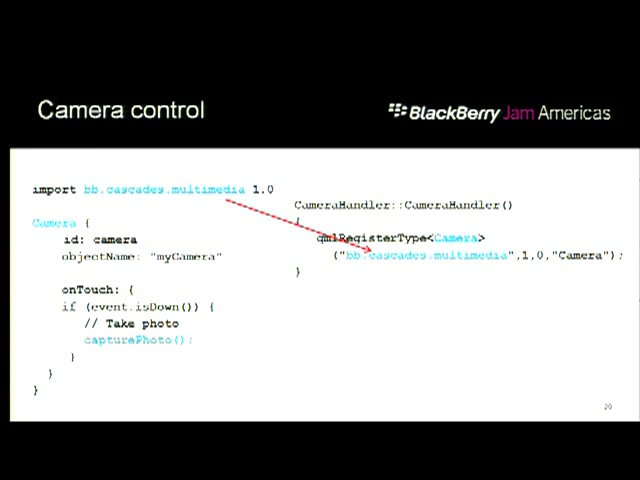 Camera control
BlackBerry Jam Americas
import bb.cascades.multimedia 1.0
Camera {
id: camera
objectName: "myCamera"
onTouch: {
if (event.isDown()) {
// Take photo
capturePhoto();
}
}
}
CameraHandler::CameraHandler()
{
qmlRegisterType<Camera>
("bb.cascades.multimedia",1,0,"Camera");
}
20